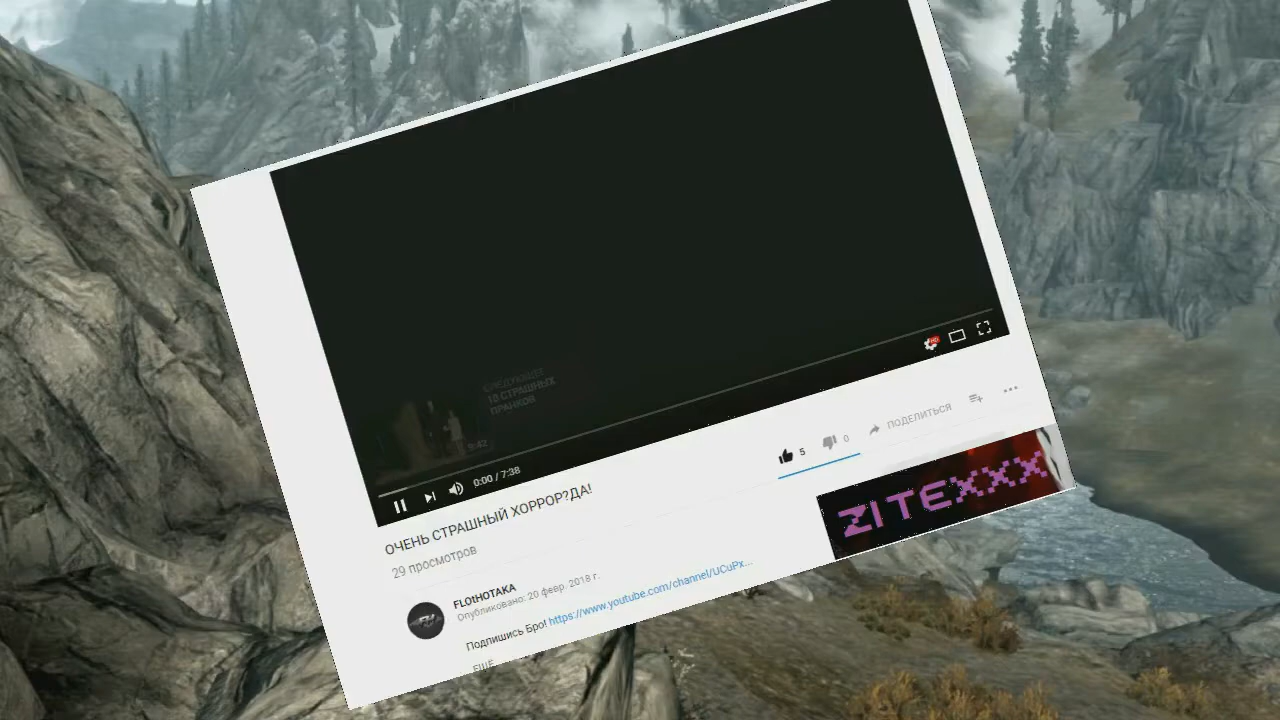 СЛЕДУЮЩЕЕ
10 СТРАШНЫХ
ПРАНКОВ
9:42
0:00 / 7:38
ОЧЕНЬ СТРАШНЫЙ ХОРРОР?ДА!
29 просмотров
5
0
ПОДЕЛИТЬСЯ
ZITEXXX
FLOtHOTAKA
Опубликовано: 20 февр. 2018 г.
Подпишись Бро! https://www.youtube.com/channel/UCuPx...
ЕЩЁ